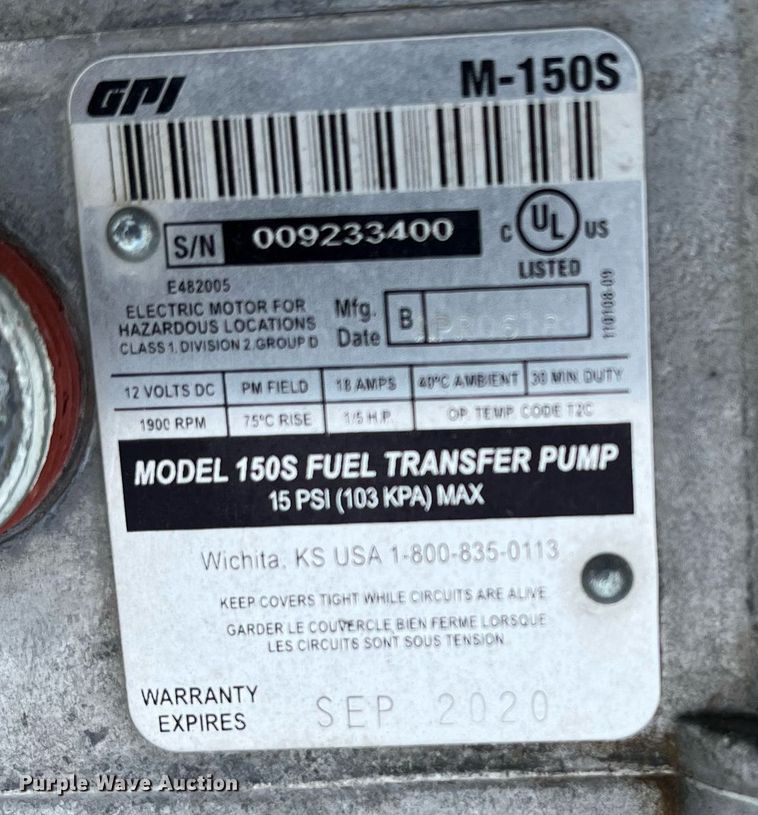 GPI
M-150S
S/N 009233400
C UL US
LISTED
E482005
ELECTRIC MOTOR FOR
HAZARDOUS LOCATIONS
CLASS 1, DIVISION 2, GROUP D
Mfg.
Date
B
110108-09
12 VOLTS DC PM FIELD 18 AMPS 40°C AMBIENT 30 MIN. DUTY
1900 RPM 75°C RISE 1/5 H.P. OP. TEMP. CODE T2C
MODEL 150S FUEL TRANSFER PUMP
15 PSI (103 KPA) MAX
Wichita, KS USA 1-800-835-0113
KEEP COVERS TIGHT WHILE CIRCUITS ARE ALIVE
GARDER LE COUVERCLE BIEN FERME LORSQUE
LES CIRCUITS SONT SOUS TENSION
WARRANTY
EXPIRES
SEP 2020
Purple Wave Auction